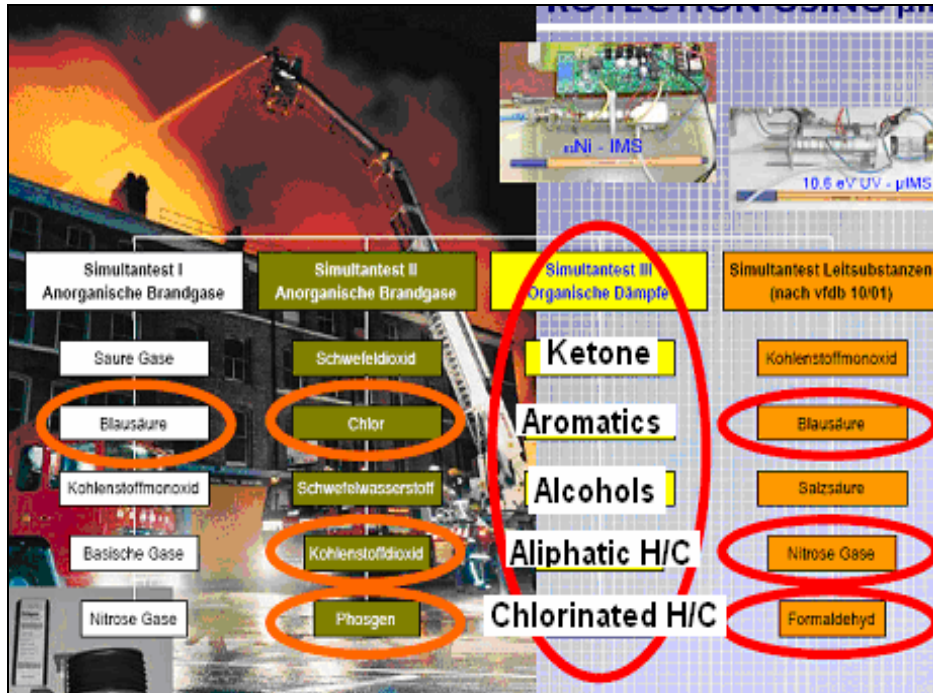 ROTECTION USING
63Ni - IMS
10.6 eV UV - µIMS
Simultantest I
Anorganische Brandgase
Simultantest II
Anorganische Brandgase
Simultantest III
Organische Dämpfe
Simultantest Leitsubstanzen
(nach vfdb 10/01)
Saure Gase
Schwefeldioxid
Ketone
Kohlenstoffmonoxid
Blausäure
Chlor
Aromatics
Blausäure
Kohlenstoffmonoxid
Schwefelwasserstoff
Alcohols
Salzsäure
Basische Gase
Kohlenstoffdioxid
Aliphatic H/C
Nitrose Gase
Nitrose Gase
Phosgen
Chlorinated H/C
Formaldehyd